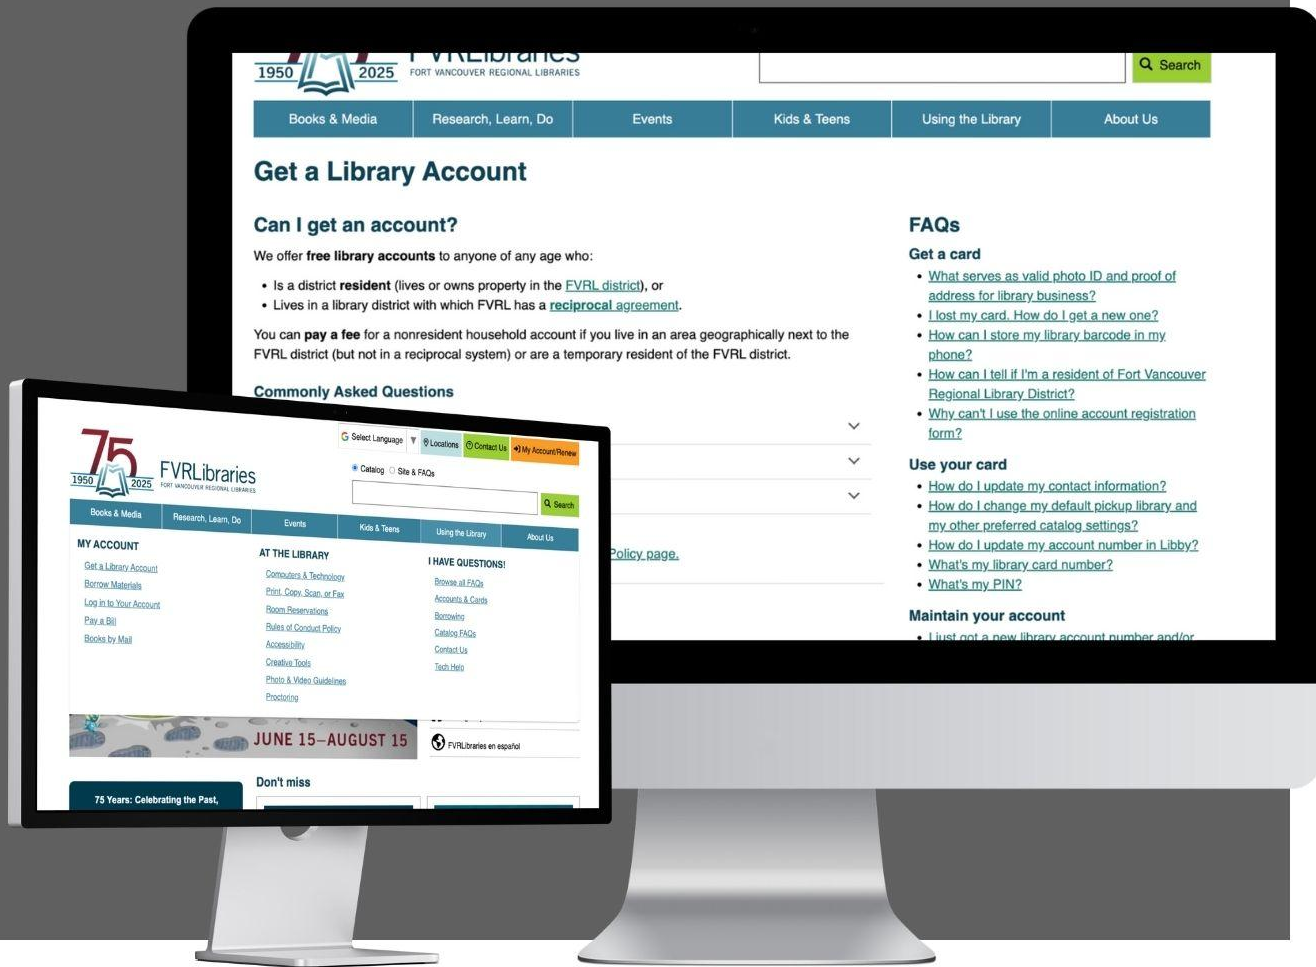 FVRLibraries
1950 2025 FORT VANCOUVER REGIONAL LIBRARIES
Search
Books & Media Research, Learn, Do Events Kids & Teens Using the Library About Us
Get a Library Account
Can I get an account?
We offer free library accounts to anyone of any age who:
• Is a district resident (lives or owns property in the FVRL district), or
• Lives in a library district with which FVRL has a reciprocal agreement.
You can pay a fee for a nonresident household account if you live in an area geographically next to the
FVRL district (but not in a reciprocal system) or are a temporary resident of the FVRL district.
Commonly Asked Questions
Policy page.
FAQs
Get a card
• What serves as valid photo ID and proof of
address for library business?
• I lost my card. How do I get a new one?
• How can I store my library barcode in my
phone?
• How can I tell if I'm a resident of Fort Vancouver
Regional Library District?
• Why can't I use the online account registration
form?
Use your card
• How do I update my contact information?
• How do I change my default pickup library and
my other preferred catalog settings?
• How do I update my account number in Libby?
• What's my library card number?
• What's my PIN?
Maintain your account
• I just got a new library account number and/or
G Select Language ▼ Locations Contact Us My Account/Renew
75
1950 2025
FVRLibraries
FORT VANCOUVER REGIONAL LIBRARIES
Catalog Site & FAQs
Search
Books & Media Research, Learn, Do Events Kids & Teens Using the Library About Us
MY ACCOUNT
Get a Library Account
Borrow Materials
Log in to Your Account
Pay a Bill
Books by Mail
AT THE LIBRARY
Computers & Technology
Print, Copy, Scan, or Fax
Room Reservations
Rules of Conduct Policy
Accessibility
Creative Tools
Photo & Video Guidelines
Proctoring
I HAVE QUESTIONS!
Browse all FAQs
Accounts & Cards
Borrowing
Catalog FAQs
Contact Us
Tech Help
JUNE 15–AUGUST 15
FVRLibraries en español
75 Years: Celebrating the Past,
Don't miss